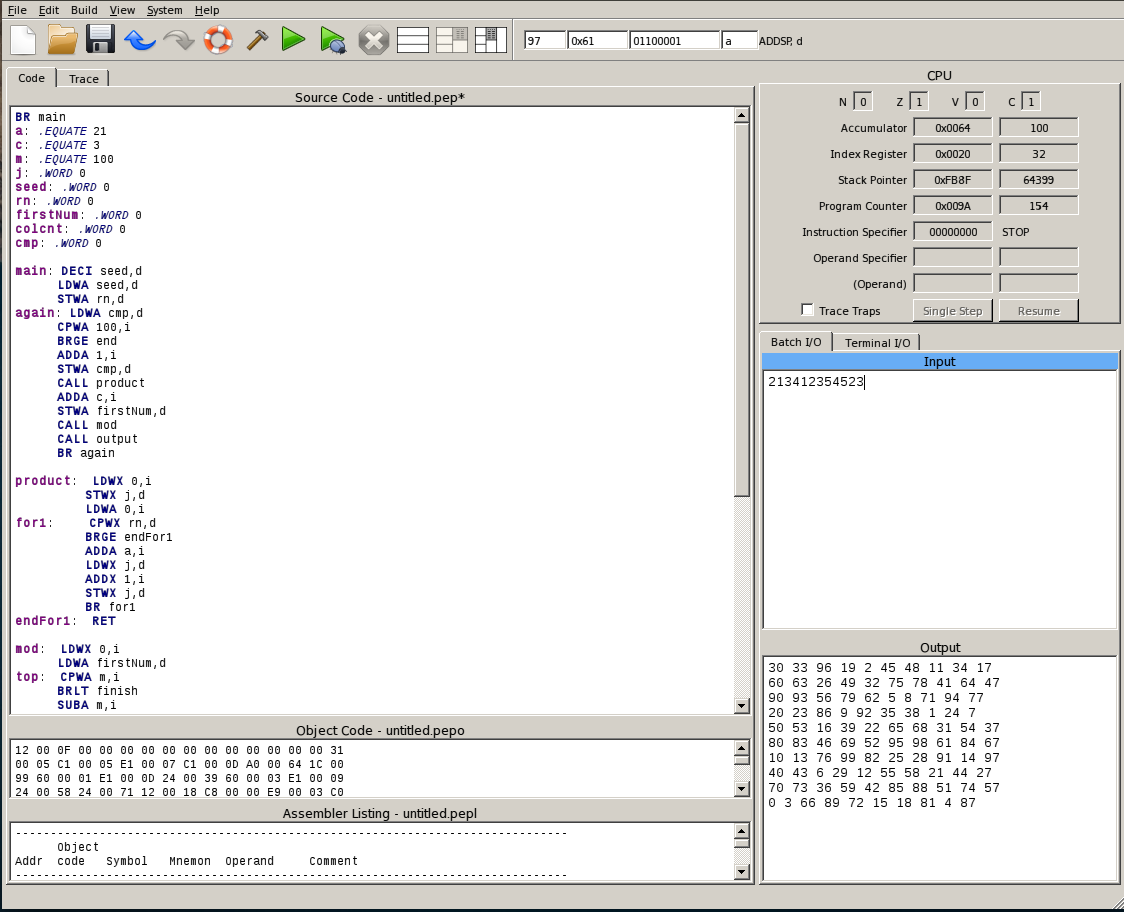 File Edit Build View System Help
97 0x61 01100001 a ADDSP, d
Code Trace
Source Code - untitled.pep*
BR main
a: .EQUATE 21
c: .EQUATE 3
m: .EQUATE 100
j: .WORD 0
seed: .WORD 0
rn: .WORD 0
firstNum: .WORD 0
colcnt: .WORD 0
cmp: .WORD 0
main: DECI seed,d
LDWA seed,d
STWA rn,d
again: LDWA cmp,d
CPWA 100,i
BRGE end
ADDA 1,i
STWA cmp,d
CALL product
ADDA c,i
STWA firstNum,d
CALL mod
CALL output
BR again
product: LDWX 0,i
STWX j,d
LDWA 0,i
for1: CPWX rn,d
BRGE endFor1
ADDA a,i
LDWX j,d
ADDX 1,i
STWX j,d
BR for1
endFor1: RET
mod: LDWX 0,i
LDWA firstNum,d
top: CPWA m,i
BRLT finish
SUBA m,i
Object Code - untitled.pepo
12 00 0F 00 00 00 00 00 00 00 00 00 00 00 00 31
00 05 C1 00 05 E1 00 07 C1 00 0D A0 00 64 1C 00
99 60 00 01 E1 00 0D 24 00 39 60 00 03 E1 00 09
24 00 58 24 00 71 12 00 18 C8 00 00 E9 00 03 C0
Assembler Listing - untitled.pepl
-------------------------------------------------------------------------------
Object
Addr code Symbol Mnemon Operand Comment
-------------------------------------------------------------------------------
CPU
N 0 Z 1 V 0 C 1
Accumulator 0x0064 100
Index Register 0x0020 32
Stack Pointer 0xFB8F 64399
Program Counter 0x009A 154
Instruction Specifier 00000000 STOP
Operand Specifier
(Operand)
Trace Traps Single Step Resume
Batch I/O Terminal I/O
Input
213412354523
Output
30 33 96 19 2 45 48 11 34 17
60 63 26 49 32 75 78 41 64 47
90 93 56 79 62 5 8 71 94 77
20 23 86 9 92 35 38 1 24 7
50 53 16 39 22 65 68 31 54 37
80 83 46 69 52 95 98 61 84 67
10 13 76 99 82 25 28 91 14 97
40 43 6 29 12 55 58 21 44 27
70 73 36 59 42 85 88 51 74 57
0 3 66 89 72 15 18 81 4 87